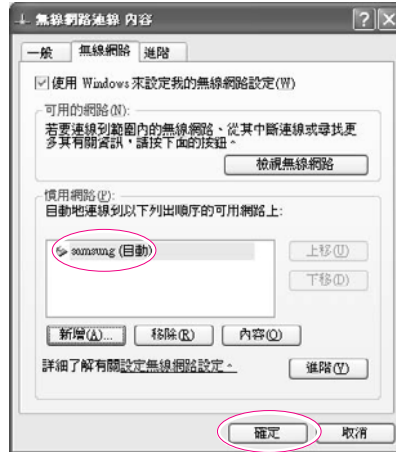 無線網路連線 內容
一般 無線網路 進階
使用 Windows 來設定我的無線網路設定(W)
可用的網路(N):
若要連線到範圍內的無線網路、從其中斷連線或尋找更
多其有關資訊，請按下面的按鈕。
檢視無線網路
慣用網路(P):
自動地連線到以下列出順序的可用網路上:
samsung (自動)
上移(U)
下移(D)
新增(A)... 移除(R) 內容(O)
詳細了解有關設定無線網路設定。
進階(V)
確定 取消